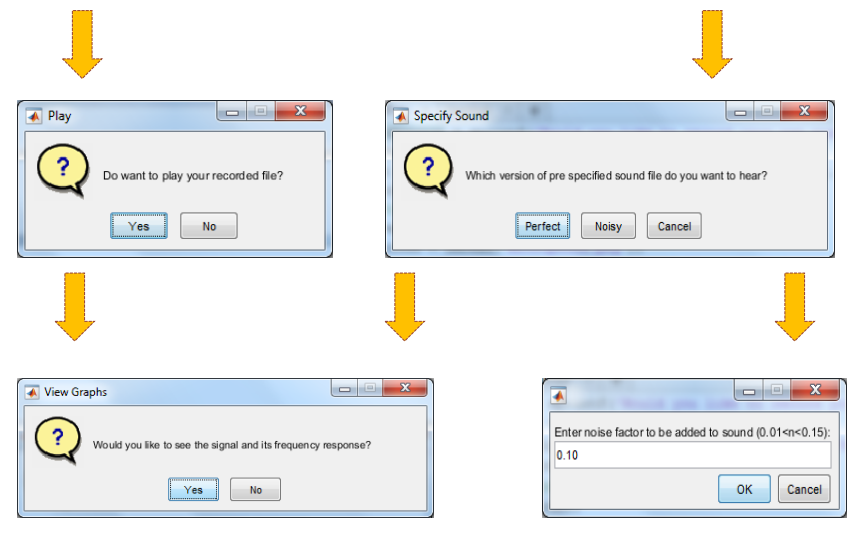 Play
Do want to play your recorded file?
Yes No
Specify Sound
Which version of pre specified sound file do you want to hear?
Perfect Noisy Cancel
View Graphs
Would you like to see the signal and its frequency response?
Yes No
Enter noise factor to be added to sound (0.01<n<0.15):
0.10
OK Cancel